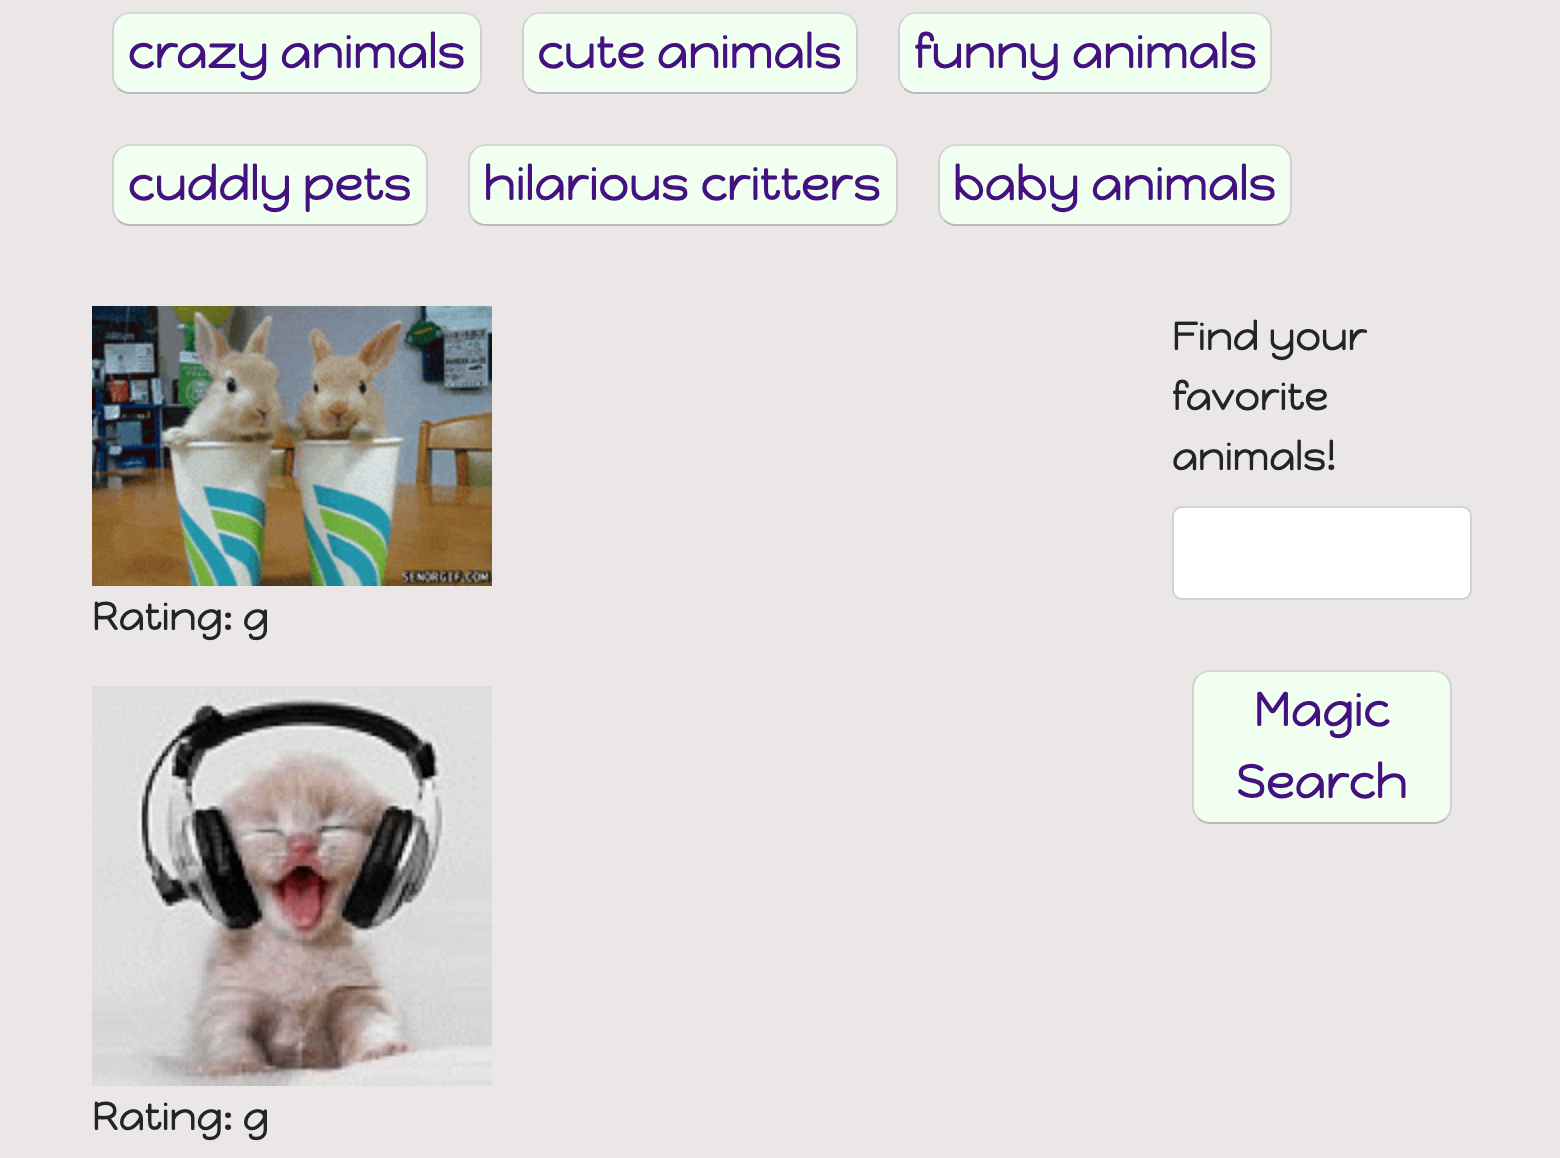 crazy animals
cute animals
funny animals
cuddly pets
hilarious critters
baby animals
SENORGIF.COM
Rating: g
Rating: g
Find your
favorite
animals!
Magic
Search